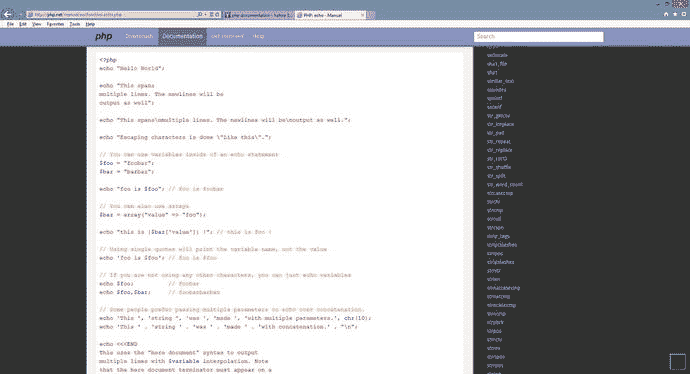 http://php.net/manual/en/function.echo.php
php documentation - Yahoo S...
PHP: echo - Manual
File Edit View Favorites Tools Help
php Downloads Documentation Get Involved Help
Search
<?php
echo "Hello World";
echo "This spans
multiple lines. The newlines will be
output as well";
echo "This spans\nmultiple lines. The newlines will be\noutput as well.";
echo "Escaping characters is done \"Like this\".";
// You can use variables inside of an echo statement
$foo = "foobar";
$bar = "barbaz";
echo "foo is $foo"; // foo is foobar
// You can also use arrays
$baz = array("value" => "foo");
echo "this is {$baz['value']} !"; // this is foo !
// Using single quotes will print the variable name, not the value
echo 'foo is $foo'; // foo is $foo
// If you are not using any other characters, you can just echo variables
echo $foo; // foobar
echo $foo,$bar; // foobarbarbaz
// Some people prefer passing multiple parameters to echo over concatenation.
echo 'This ', 'string ', 'was ', 'made ', 'with multiple parameters.', chr(10);
echo 'This ' . 'string ' . 'was ' . 'made ' . 'with concatenation.' . "\n";
echo <<<END
This uses the "here document" syntax to output
multiple lines with $variable interpolation. Note
that the here document terminator must appear on a
sha1_file
sha1
similar_text
soundex
sprintf
sscanf
str_getcsv
str_ireplace
str_pad
str_repeat
str_replace
str_rot13
str_shuffle
str_split
str_word_count
strcasecmp
strchr
strcmp
strcoll
strcspn
strip_tags
stripcslashes
stripos
stripslashes
stristr
strlen
strnatcasecmp
strnatcmp
strncasecmp
strncmp
strpbrk
strpos
strrchr
strrev
strripos
strrpos